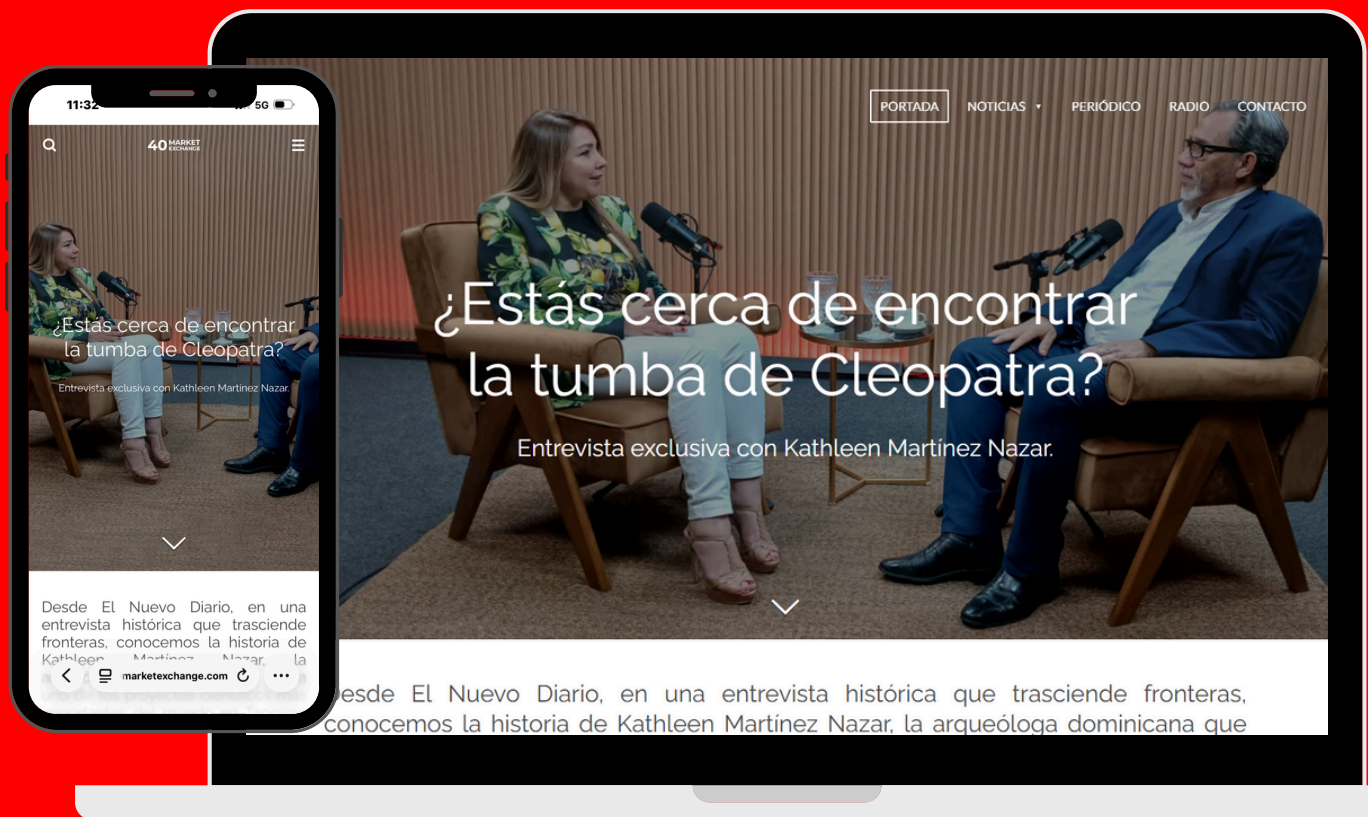 11:32
5G
40 MARKET
EXCHANGE
¿Estás cerca de encontrar
la tumba de Cleopatra?
Entrevista exclusiva con Kathleen Martínez Nazar.
Desde El Nuevo Diario, en una
entrevista histórica que trasciende
fronteras, conocemos la historia de
Kathleen Martínez Nazar, la
marketexchange.com
PORTADA NOTICIAS PERIÓDICO RADIO CONTACTO
¿Estás cerca de encontrar
la tumba de Cleopatra?
Entrevista exclusiva con Kathleen Martínez Nazar.
Desde El Nuevo Diario, en una entrevista histórica que trasciende fronteras,
conocemos la historia de Kathleen Martínez Nazar, la arqueóloga dominicana que